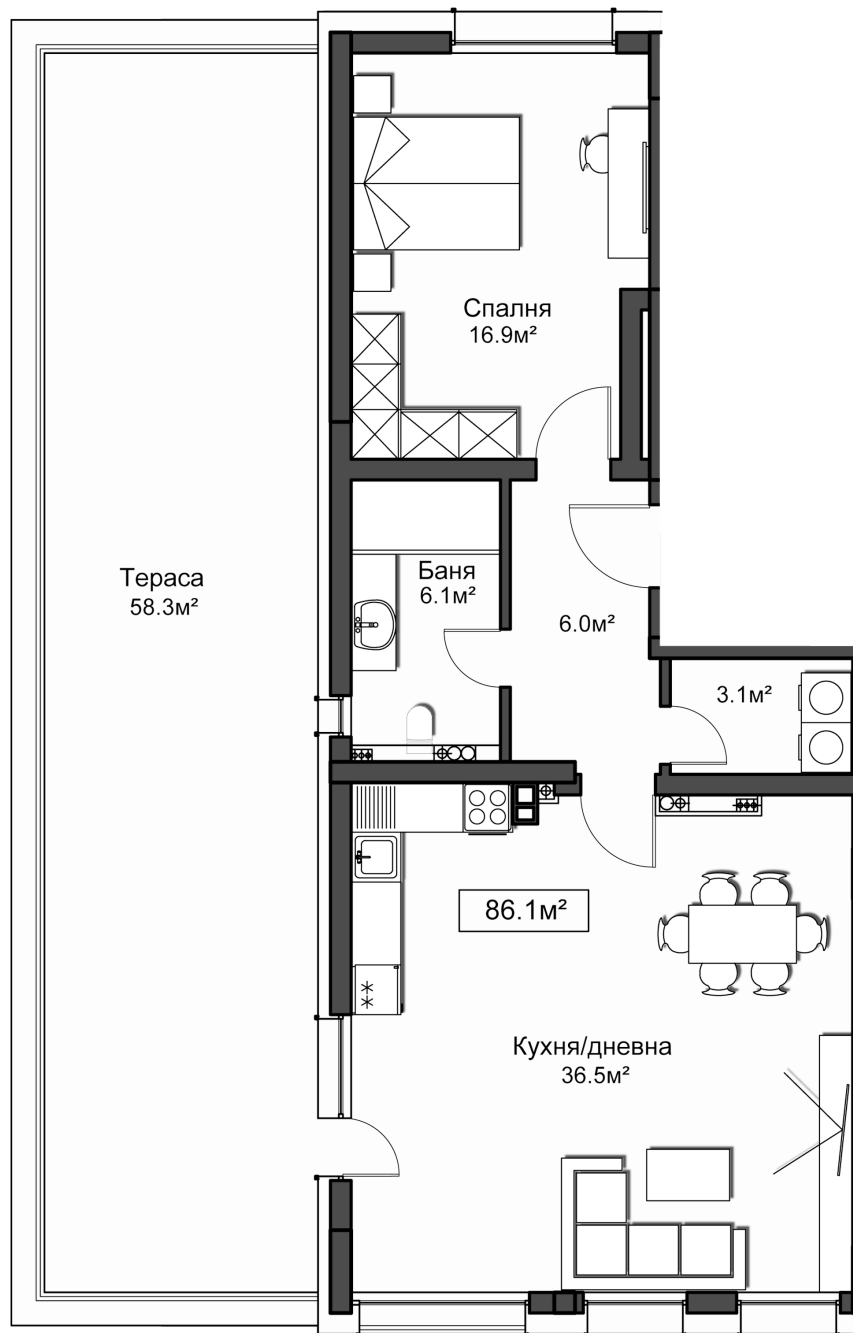 Спалня
16.9м²
Тераса
58.3м²
Баня
6.1м²
6.0м²
3.1м²
86.1м²
Кухня/дневна
36.5м²